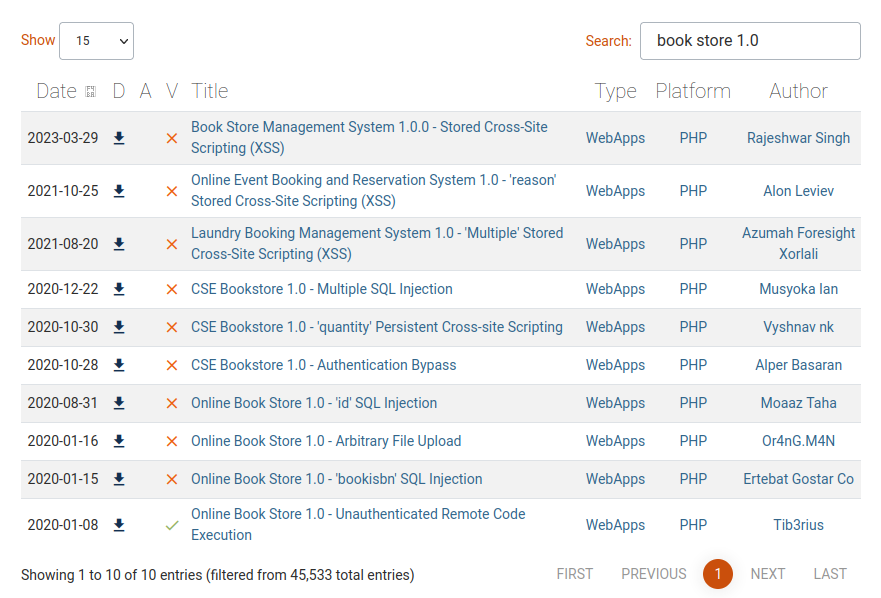 Show 15 Search: book store 1.0
Date D A V Title Type Platform Author
2023-03-29 Book Store Management System 1.0.0 - Stored Cross-Site WebApps PHP Rajeshwar Singh
Scripting (XSS)
2021-10-25 Online Event Booking and Reservation System 1.0 - 'reason' WebApps PHP Alon Leviev
Stored Cross-Site Scripting (XSS)
2021-08-20 Laundry Booking Management System 1.0 - 'Multiple' Stored WebApps PHP Azumah Foresight
Cross-Site Scripting (XSS) Xorlali
2020-12-22 CSE Bookstore 1.0 - Multiple SQL Injection WebApps PHP Musyoka Ian
2020-10-30 CSE Bookstore 1.0 - 'quantity' Persistent Cross-site Scripting WebApps PHP Vyshnav nk
2020-10-28 CSE Bookstore 1.0 - Authentication Bypass WebApps PHP Alper Basaran
2020-08-31 Online Book Store 1.0 - 'id' SQL Injection WebApps PHP Moaaz Taha
2020-01-16 Online Book Store 1.0 - Arbitrary File Upload WebApps PHP Or4nG.M4N
2020-01-15 Online Book Store 1.0 - 'bookisbn' SQL Injection WebApps PHP Ertebat Gostar Co
2020-01-08 Online Book Store 1.0 - Unauthenticated Remote Code WebApps PHP Tib3rius
Execution
Showing 1 to 10 of 10 entries (filtered from 45,533 total entries) FIRST PREVIOUS 1 NEXT LAST